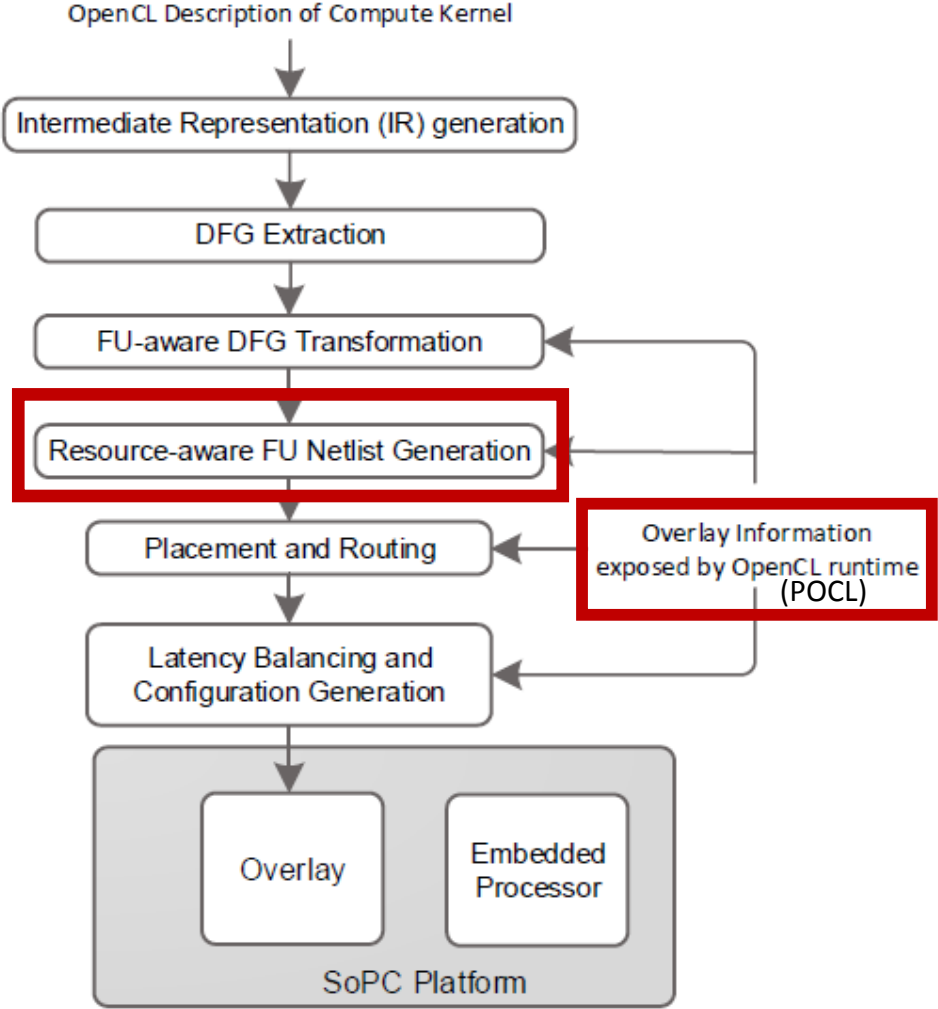 OpenCL Description of Compute Kernel
Intermediate Representation (IR) generation
DFG Extraction
FU-aware DFG Transformation
Resource-aware FU Netlist Generation
Placement and Routing
Overlay Information
exposed by OpenCL runtime
(POCL)
Latency Balancing and
Configuration Generation
Overlay
Embedded
Processor
SoPC Platform